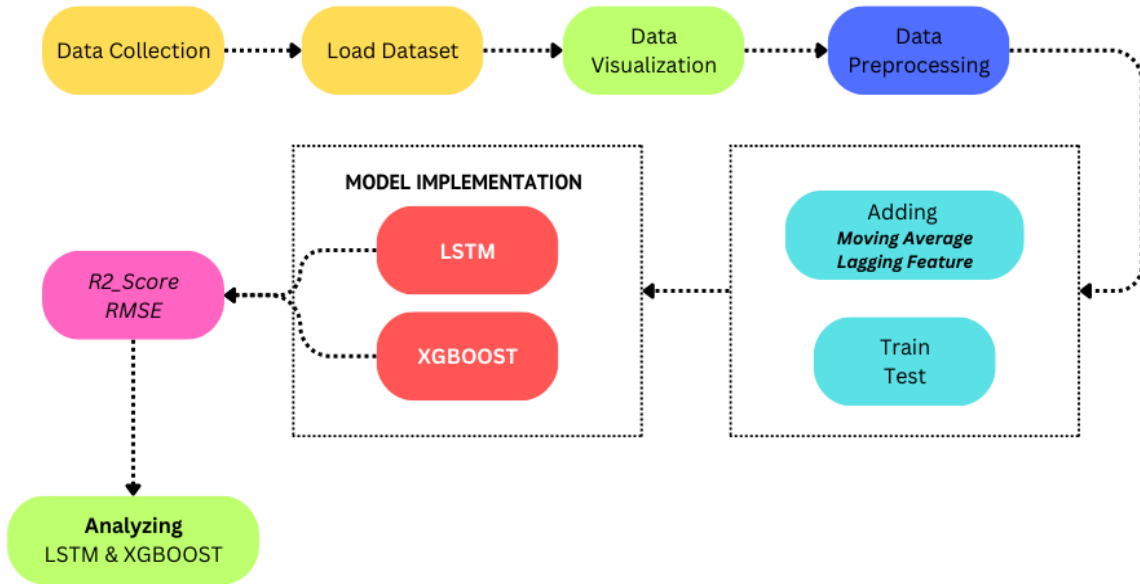 Data Collection
Load Dataset
Data
Visualization
Data
Preprocessing
Adding
Moving Average
Lagging Feature
Train
Test
MODEL IMPLEMENTATION
LSTM
XGBOOST
R2_Score
RMSE
Analyzing
LSTM & XGBOOST